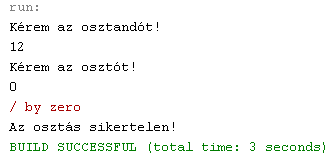 run:
Kérem az osztandót!
12
Kérem az osztót!
0
/ by zero
Az osztás sikertelen!
BUILD SUCCESSFUL (total time: 3 seconds)